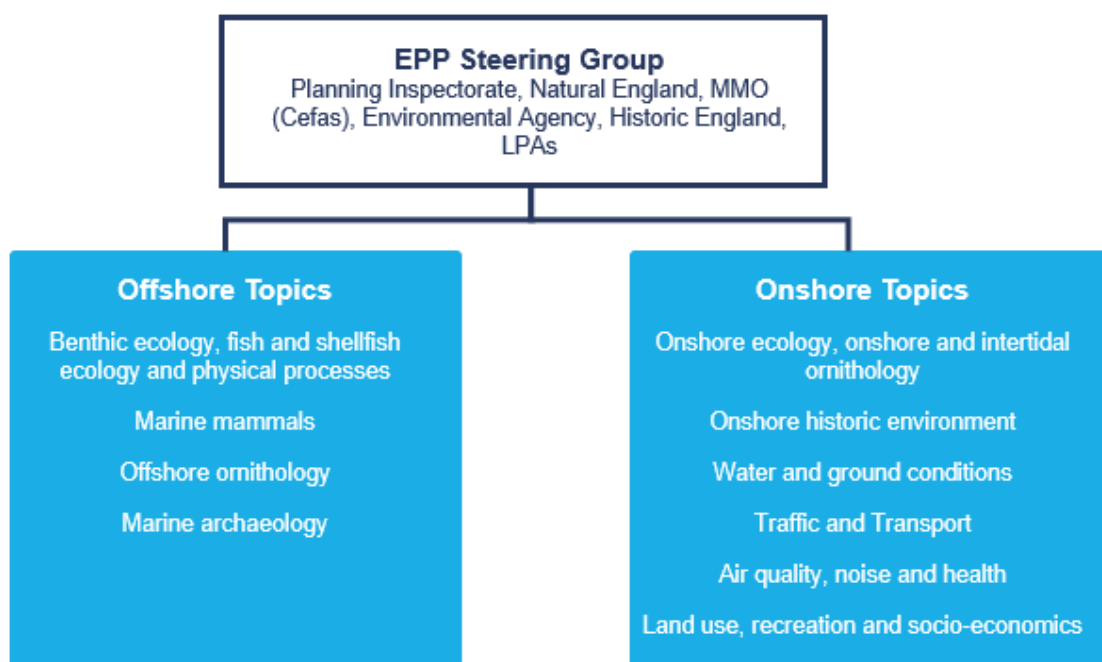 EPP Steering Group
Planning Inspectorate, Natural England, MMO
(Cefas), Environmental Agency, Historic England,
LPAs
Offshore Topics
Benthic ecology, fish and shellfish
ecology and physical processes
Marine mammals
Offshore ornithology
Marine archaeology
Onshore Topics
Onshore ecology, onshore and intertidal
ornithology
Onshore historic environment
Water and ground conditions
Traffic and Transport
Air quality, noise and health
Land use, recreation and socio-economics